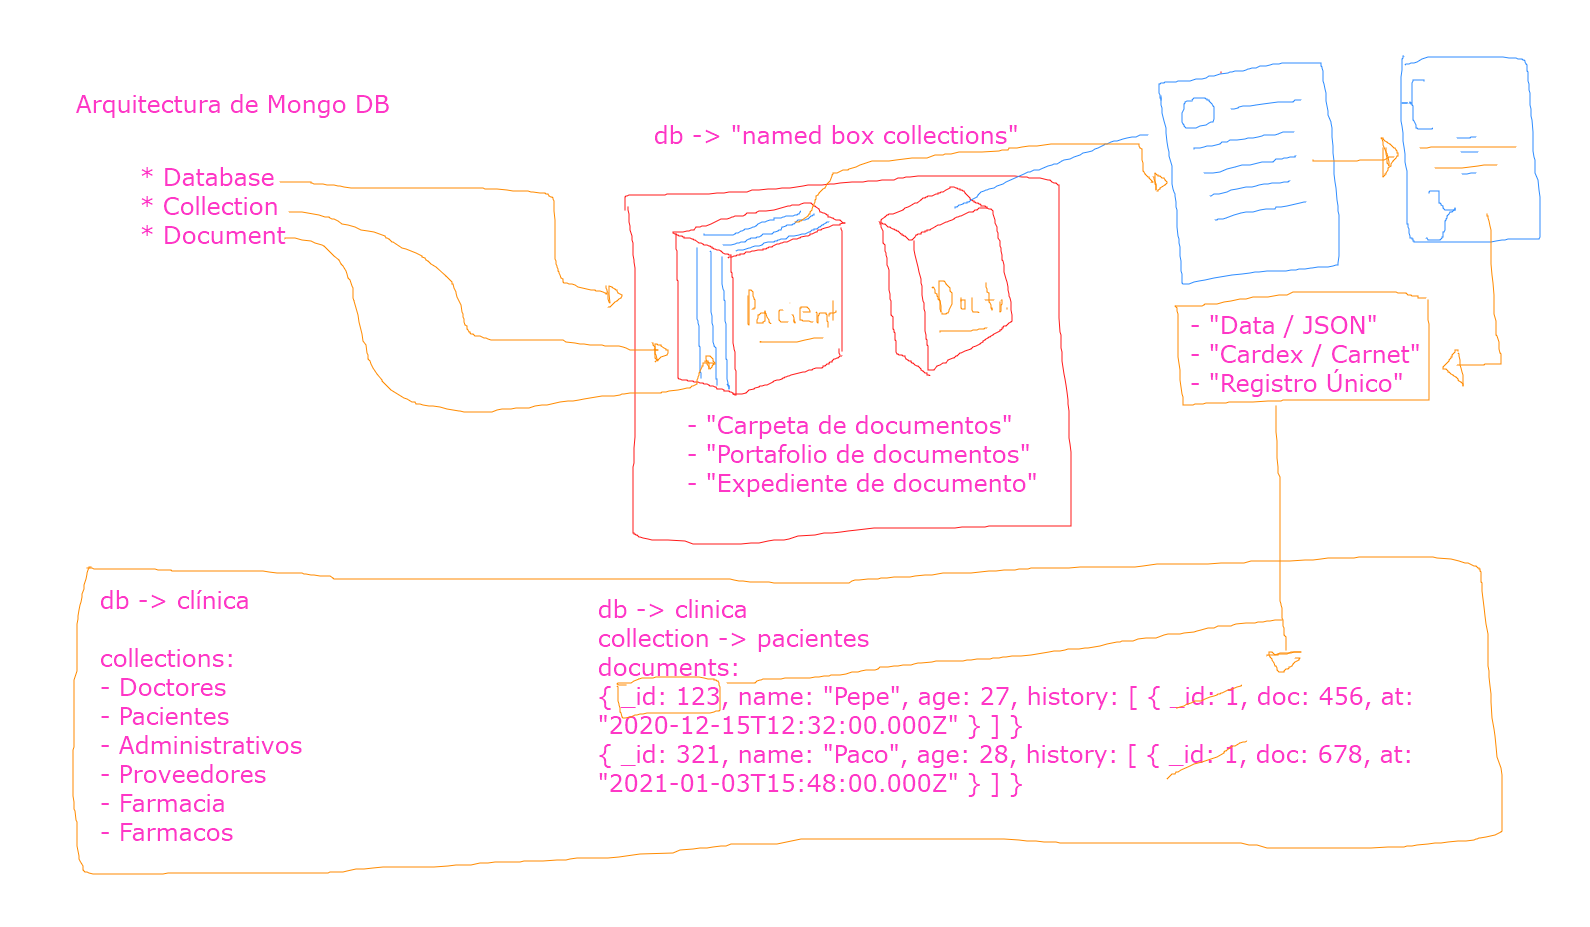 Arquitectura de Mongo DB
* Database
* Collection
* Document
db -> "named box collections"
Pacient
Doctr.
- "Carpeta de documentos"
- "Portafolio de documentos"
- "Expediente de documento"
- "Data / JSON"
- "Cardex / Carnet"
- "Registro Único"
db -> clínica
collections:
- Doctores
- Pacientes
- Administrativos
- Proveedores
- Farmacia
- Farmacos
db -> clinica
collection -> pacientes
documents:
{ _id: 123, name: "Pepe", age: 27, history: [ { _id: 1, doc: 456, at:
"2020-12-15T12:32:00.000Z" } ] }
{ _id: 321, name: "Paco", age: 28, history: [ { _id: 1, doc: 678, at:
"2021-01-03T15:48:00.000Z" } ] }